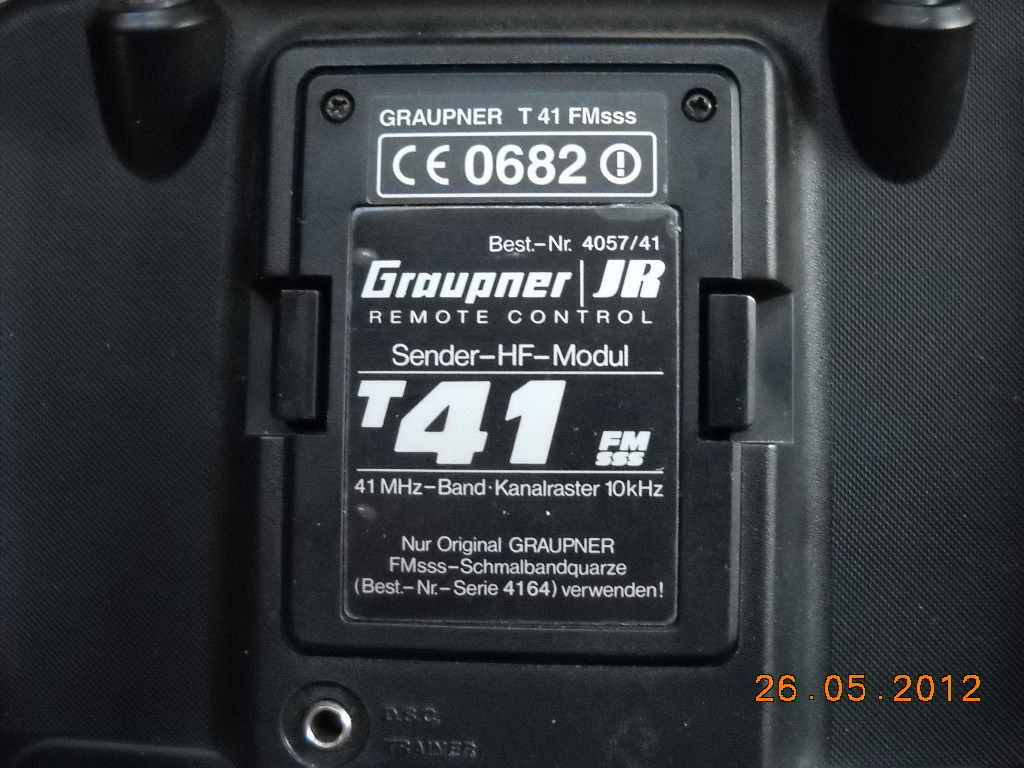 GRAUPNER T 41 FMsss
CE 0682
Best.-Nr. 4057/41
Graupner | JR
REMOTE CONTROL
Sender-HF-Modul
T41 FM
sss
41 MHz-Band·Kanalraster 10kHz
Nur Original GRAUPNER
FMsss-Schmalbandquarze
(Best.-Nr.-Serie 4164) verwenden!
D.S.C.
TRAINER
26.05.2012